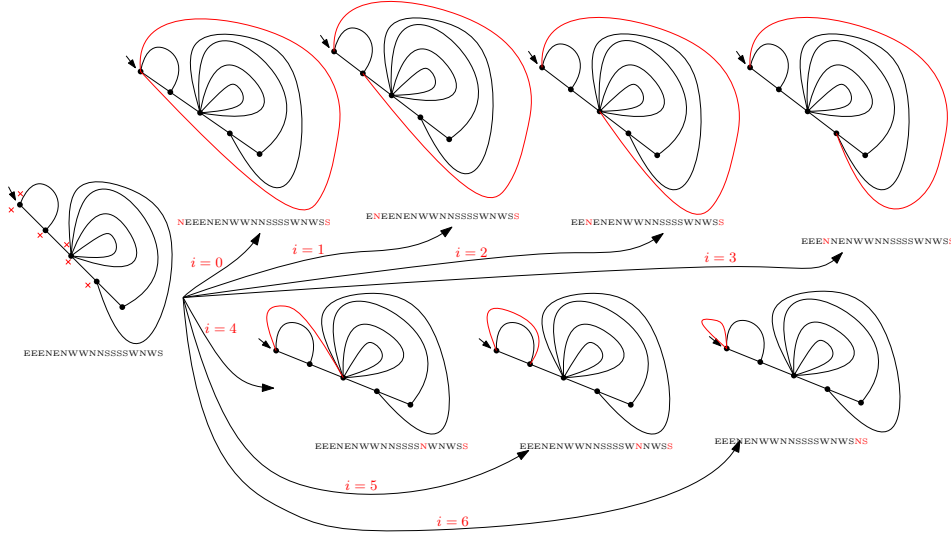 NEEENENWWNNSSSSWNWSS
ENEENENWWNNSSSSWNWSS
EENENENWWNNSSSSWNWSS
EEENNENWWNNSSSSWNWSS
i=0
i=1
i=2
i=3
EEENENWWNNSSSSWNWS
i=4
EEENENWWNNSSSSNWNWSS
EEENENWWNNSSSSWNNWSS
EEENENWWNNSSSSWNWSNS
i=5
i=6